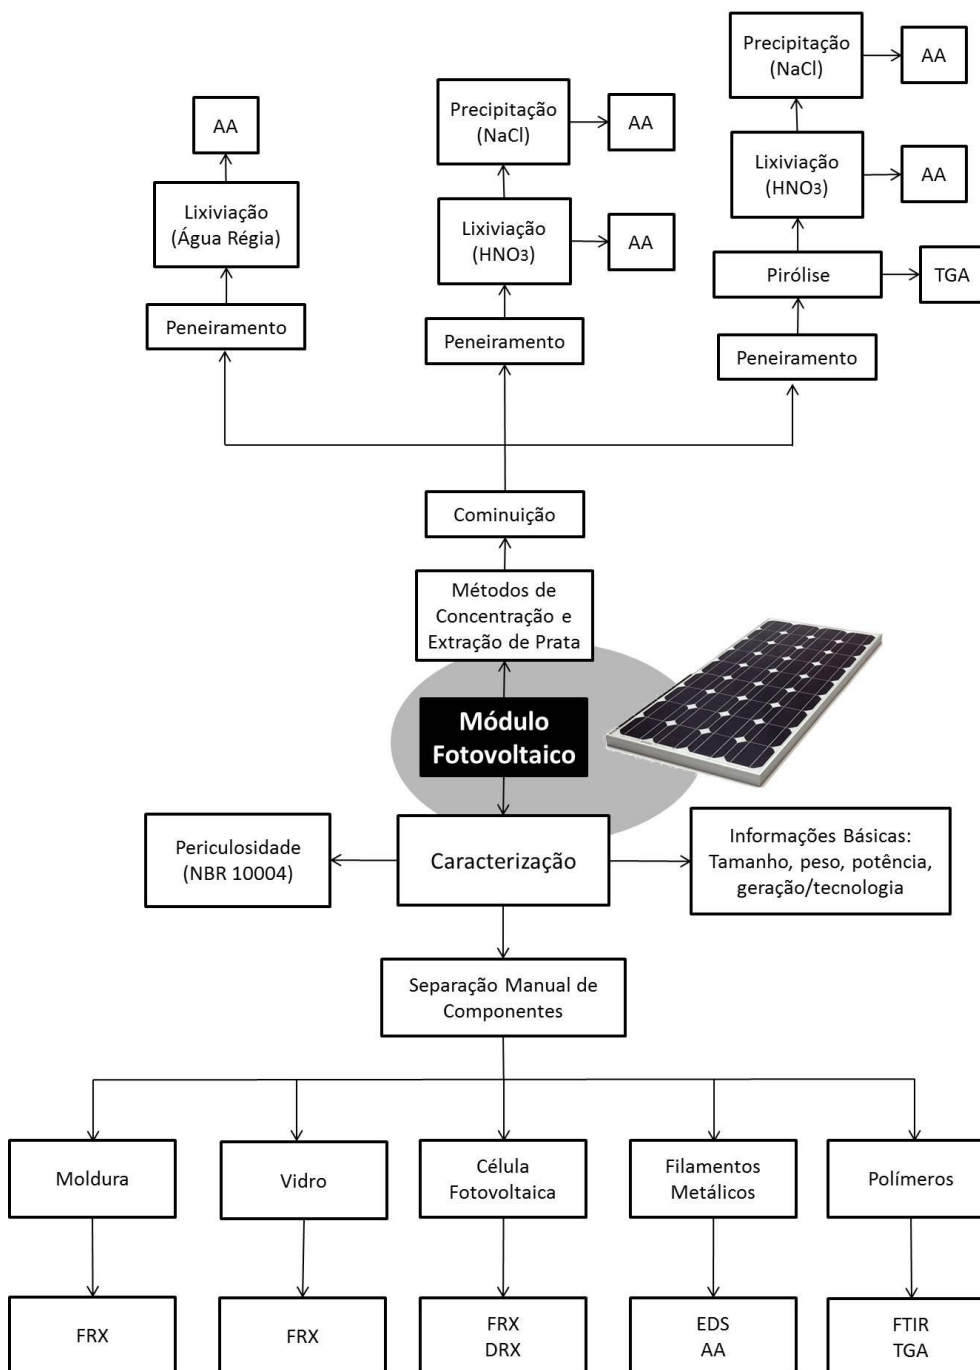 Precipitação
(NaCl)
AA
Precipitação
(NaCl)
AA
AA
Lixiviação
(HNO3)
AA
Lixiviação
(Água Régia)
Lixiviação
(HNO3)
AA
Pirólise
TGA
Peneiramento
Peneiramento
Peneiramento
Cominuição
Métodos de
Concentração e
Extração de Prata
Módulo
Fotovoltaico
Periculosidade
(NBR 10004)
Caracterização
Informações Básicas:
Tamanho, peso, potência,
geração/tecnologia
Separação Manual de
Componentes
Moldura
Vidro
Célula
Fotovoltaica
Filamentos
Metálicos
Polímeros
FRX
FRX
FRX
DRX
EDS
AA
FTIR
TGA